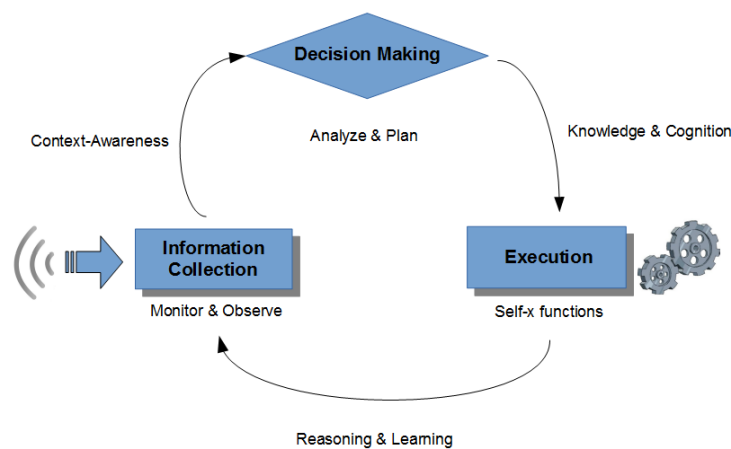 Decision Making
Analyze & Plan
Context-Awareness
Knowledge & Cognition
Information
Collection
Monitor & Observe
Execution
Self-x functions
Reasoning & Learning